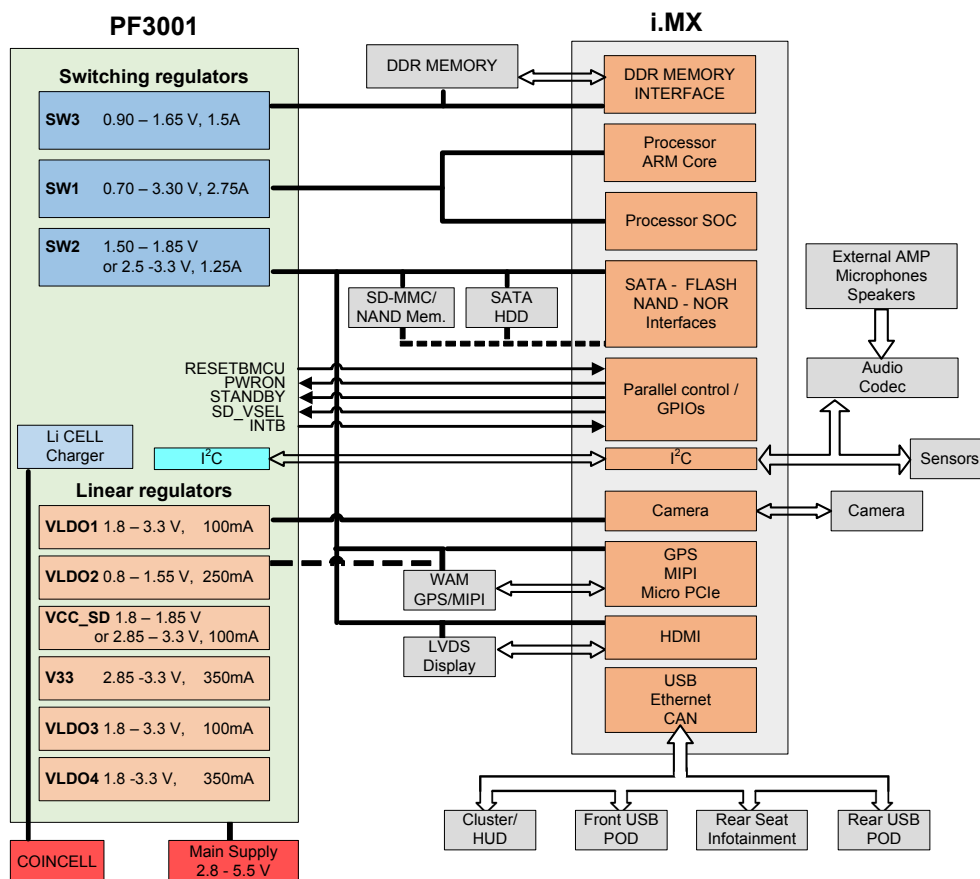 PF3001
i.MX
Switching regulators
SW3 0.90 – 1.65 V, 1.5A
SW1 0.70 – 3.30 V, 2.75A
SW2 1.50 – 1.85 V
or 2.5 -3.3 V, 1.25A
DDR MEMORY
DDR MEMORY
INTERFACE
Processor
ARM Core
Processor SOC
SD-MMC/
NAND Mem.
SATA
HDD
SATA - FLASH
NAND - NOR
Interfaces
External AMP
Microphones
Speakers
RESETBMCU
PWRON
STANDBY
SD_VSEL
INTB
Parallel control /
GPIOs
Audio
Codec
Li CELL
Charger
I²C
I²C
Sensors
Linear regulators
VLDO1 1.8 – 3.3 V, 100mA
VLDO2 0.8 – 1.55V, 250mA
VCC_SD 1.8 – 1.85V
or 2.85 – 3.3 V, 100mA
V33 2.85 -3.3 V, 350mA
VLDO3 1.8 – 3.3 V, 100mA
VLDO4 1.8 -3.3 V, 350mA
Camera
Camera
WAM
GPS/MIPI
GPS
MIPI
Micro PCIe
LVDS
Display
HDMI
USB
Ethernet
CAN
COINCELL
Main Supply
2.8 - 5.5 V
Cluster/
HUD
Front USB
POD
Rear Seat
Infotainment
Rear USB
POD